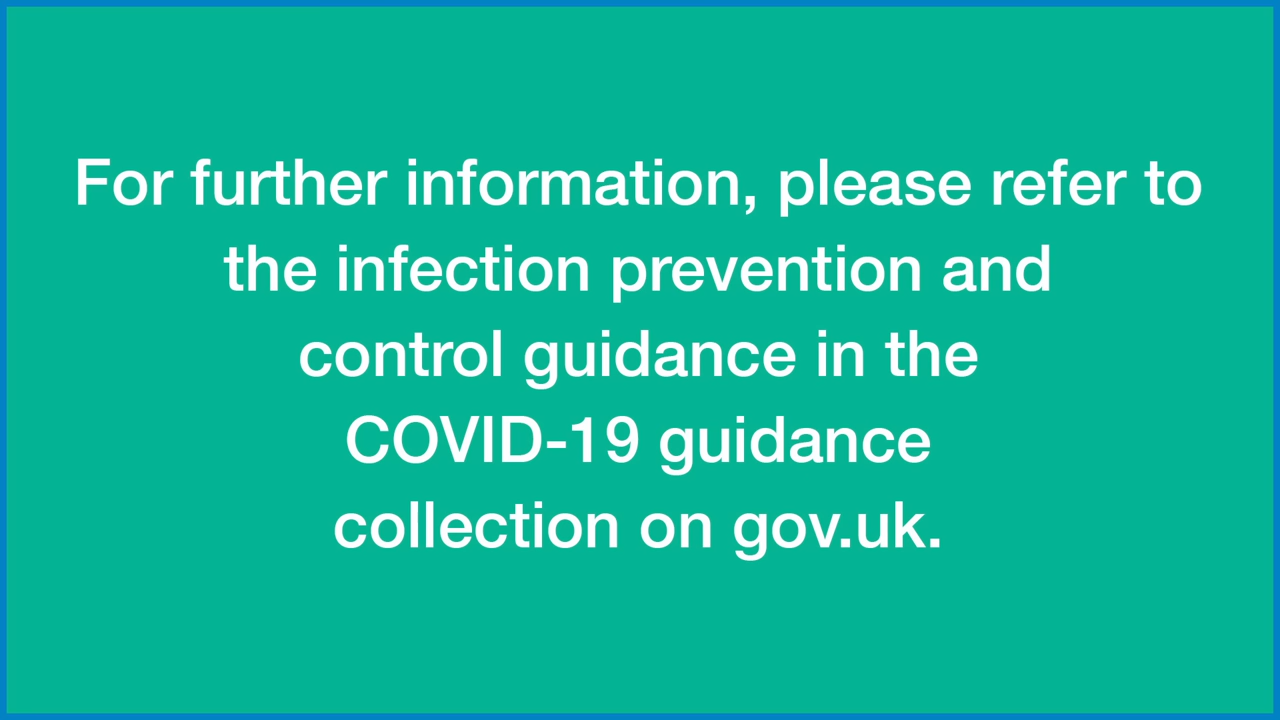 For further information, please refer to
the infection prevention and
control guidance in the
COVID-19 guidance
collection on gov.uk.